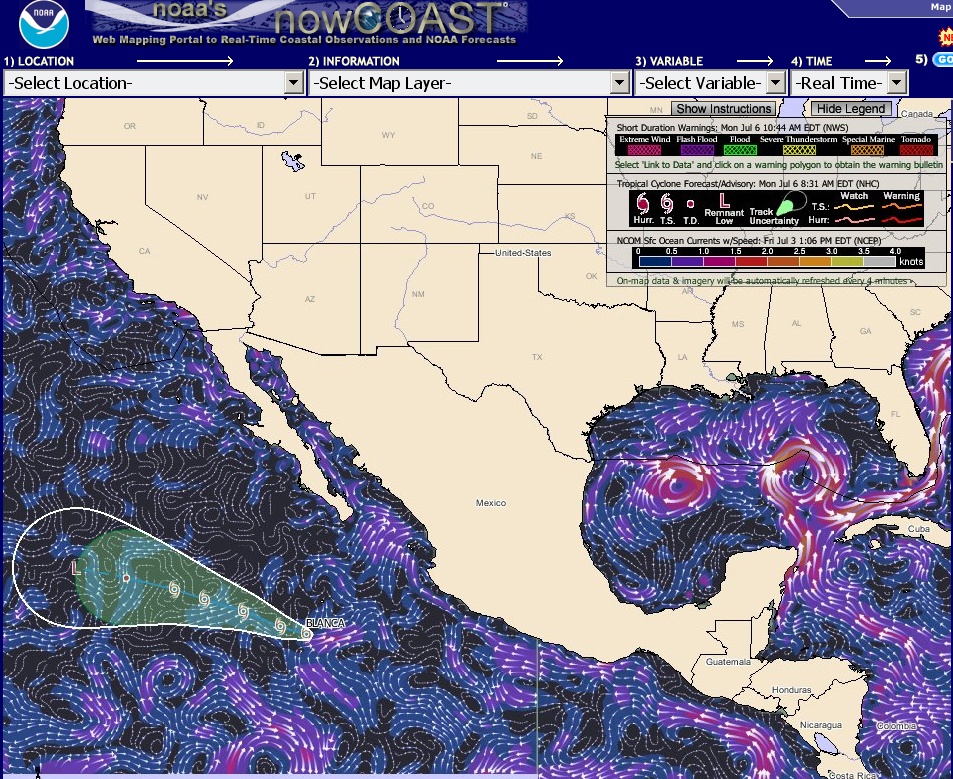 NOAA
noaa's
nowCOAST
Map
Web Mapping Portal to Real-Time Coastal Observations and NOAA Forecasts
1) LOCATION
2) INFORMATION
3) VARIABLE
4) TIME
5)
GO
-Select Location-
-Select Map Layer-
-Select Variable-
-Real Time-
Show Instructions
Hide Legend
Canada
Short Duration Warnings: Mon Jul 6 10:44 AM EDT (NWS)
Extreme Wind Flash Flood Flood Severe Thunderstorm Special Marine Tornado
Select 'Link to Data' and click on a warning polygon to obtain the warning bulletin
Tropical Cyclone Forecast/Advisory: Mon Jul 6 8:31 AM EDT (NHC)
Hurr. T.S. T.D.
L
Remnant
Low
Track
Uncertainty
Watch
Warning
T.S.:
Hurr:
NCOM Sfc Ocean Currents w/Speed: Fri Jul 3 1:06 PM EDT (NCEP)
0 0.5 1.0 1.5 2.0 2.5 3.0 3.5 4.0
knots
On-map data & imagery will be automatically refreshed every 4 minutes
OR
ID
WY
SD
MN
NE
NV
UT
CO
KS
CA
United-States
OK
AR
AZ
NM
TX
LA
MS
AL
GA
SC
FL
Mexico
Cuba
L
BLANCA
Guatemala
Honduras
Nicaragua
Colombia
Costa Rica